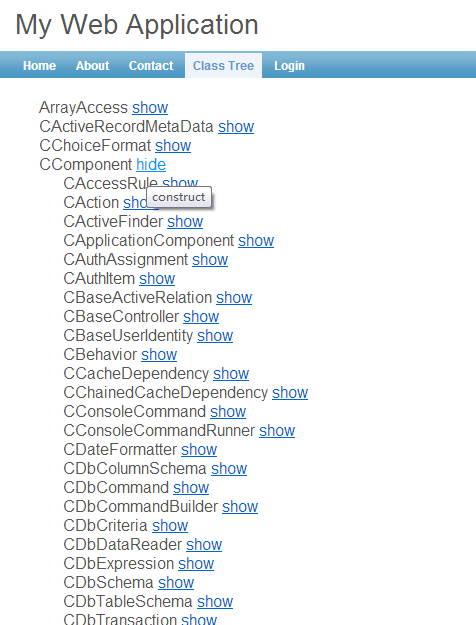 My Web Application
Home About Contact Class Tree Login
ArrayAccess show
CActiveRecordMetaData show
CChoiceFormat show
CComponent hide
CAccessRule show
construct
CAction show
CActiveFinder show
CApplicationComponent show
CAuthAssignment show
CAuthItem show
CBaseActiveRelation show
CBaseController show
CBaseUserIdentity show
CBehavior show
CCacheDependency show
CChainedCacheDependency show
CConsoleCommand show
CConsoleCommandRunner show
CDateFormatter show
CDbColumnSchema show
CDbCommand show
CDbCommandBuilder show
CDbCriteria show
CDbDataReader show
CDbExpression show
CDbSchema show
CDbTableSchema show
CDbTransaction show